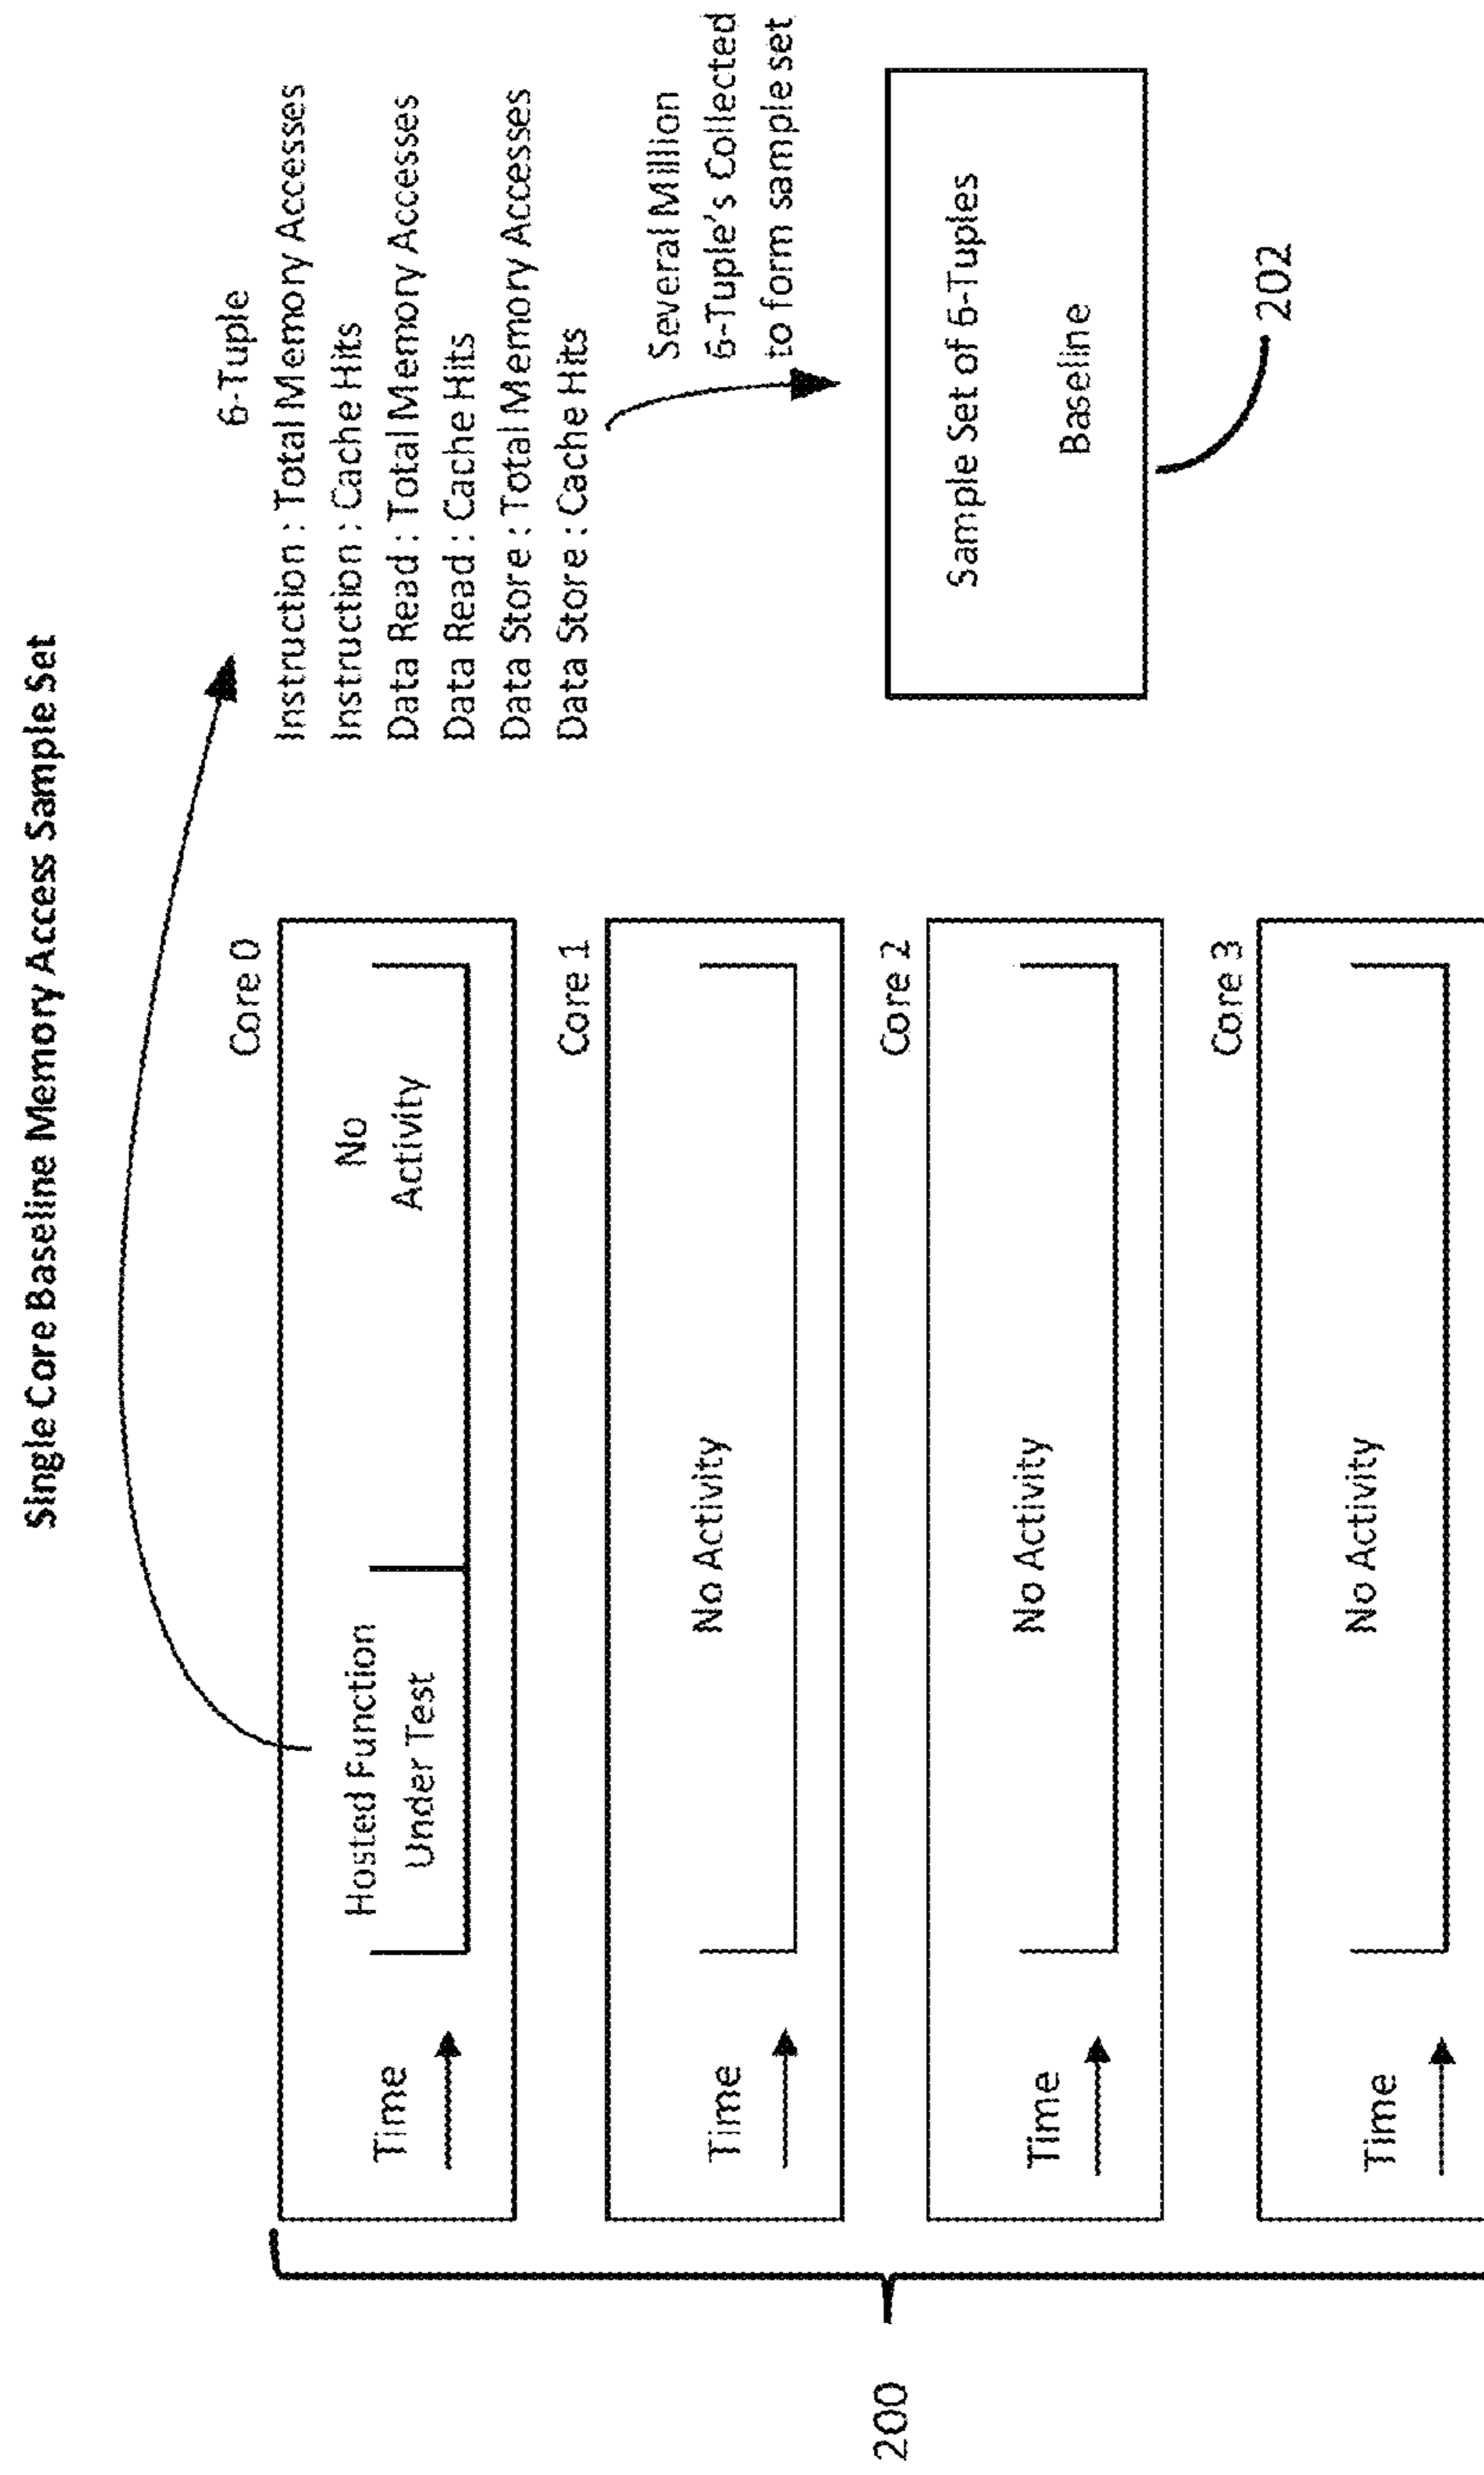 Single Core Baseline Memory Access Sample Set
Core 0
Time
Hosted Function
Under Test
No
Activity
Core 1
Time
No Activity
Core 2
Time
No Activity
Core 3
Time
No Activity
200
6-Tuple
Instruction : Total Memory Accesses
Instruction : Cache Hits
Data Read : Total Memory Accesses
Data Read : Cache Hits
Data Store : Total Memory Accesses
Data Store : Cache Hits
Several Million
6-Tuple's Collected
to form sample set
Sample Set of 6-Tuples
Baseline
202